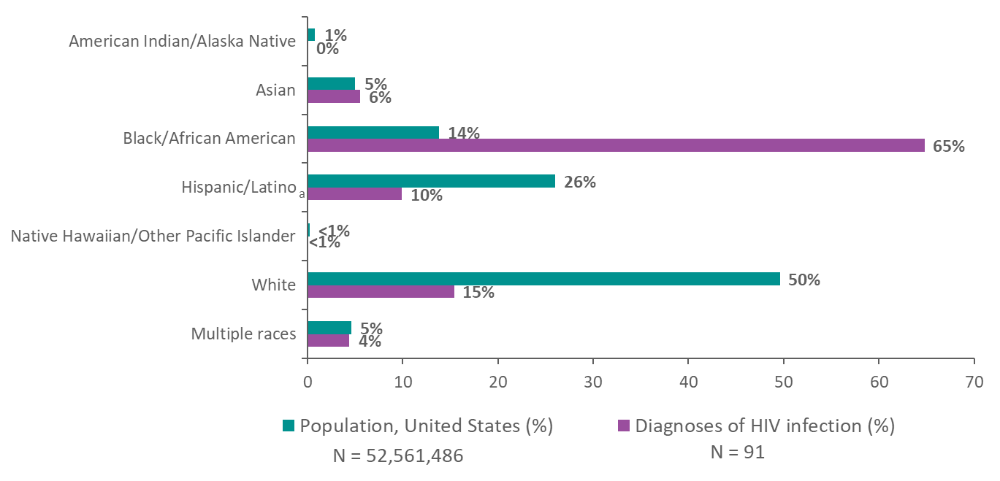 American Indian/Alaska Native
1%
0%
Asian
5%
6%
Black/African American
14%
65%
Hispanic/Latino a
26%
10%
Native Hawaiian/Other Pacific Islander
<1%
<1%
White
50%
15%
Multiple races
5%
4%
0 10 20 30 40 50 60 70
Population, United States (%) Diagnoses of HIV infection (%)
N = 52,561,486 N = 91